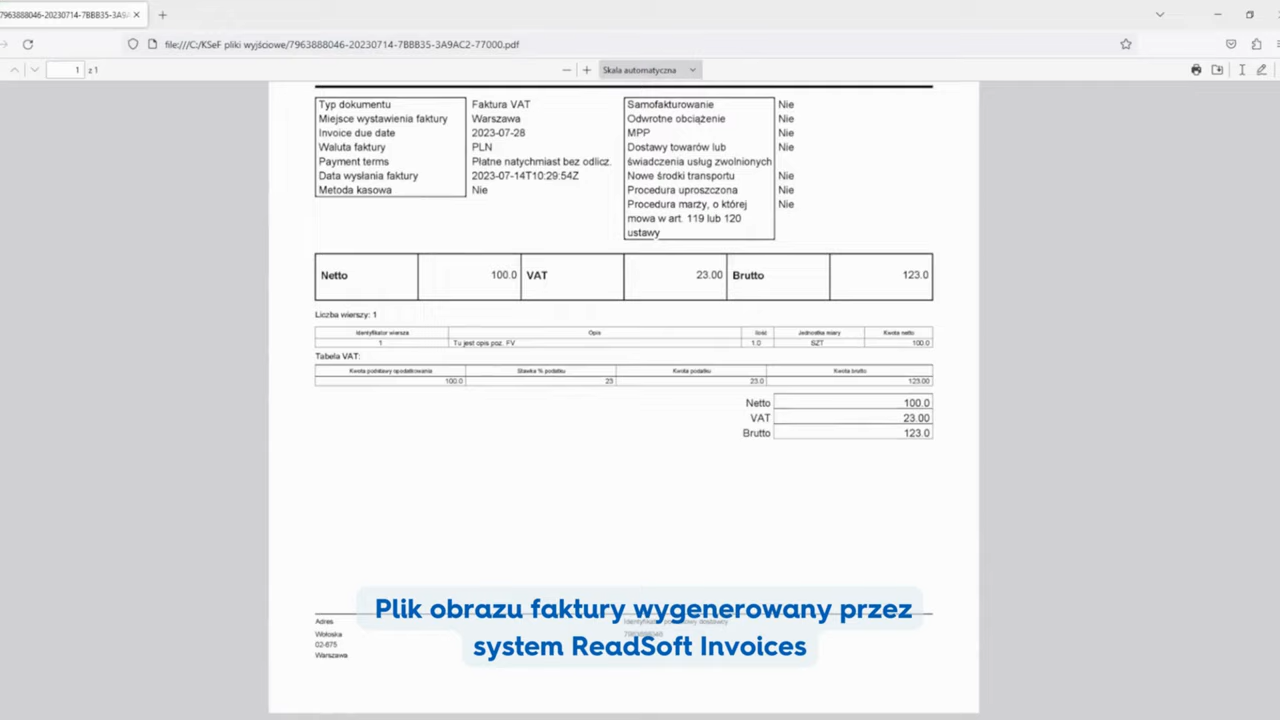 7963888046-20230714-7BBB35-3A9A
file:///C:/KSeF pliki wyjściowe/7963888046-20230714-7BBB35-3A9AC2-77000.pdf
1 z 1 Skala automatyczna
Typ dokumentu Faktura VAT
Miejsce wystawienia faktury Warszawa
Invoice due date 2023-07-28
Waluta faktury PLN
Payment terms Płatne natychmiast bez odlicz.
Data wysłania faktury 2023-07-14T10:29:54Z
Metoda kasowa Nie
Samofakturowanie Nie
Odwrotne obciążenie Nie
MPP Nie
Dostawy towarów lub Nie
świadczenia usług zwolnionych
Nowe środki transportu Nie
Procedura uproszczona Nie
Procedura marży, o której Nie
mowa w art. 119 lub 120
ustawy
Netto 100.0 VAT 23.00 Brutto 123.0
Liczba wierszy: 1
Identyfikator wiersza Opis Ilość Jednostka miary Kwota netto
1 Tu jest opis poz. FV 1.0 SZT 100.0
Tabela VAT:
Kwota podstawy opodatkowania Stawka % podatku Kwota podatku Kwota brutto
100.0 23 23.0 123.00
Netto 100.0
VAT 23.00
Brutto 123.0
Plik obrazu faktury wygenerowany przez
system ReadSoft Invoices
Adres
Wołoska
02-675
Warszawa